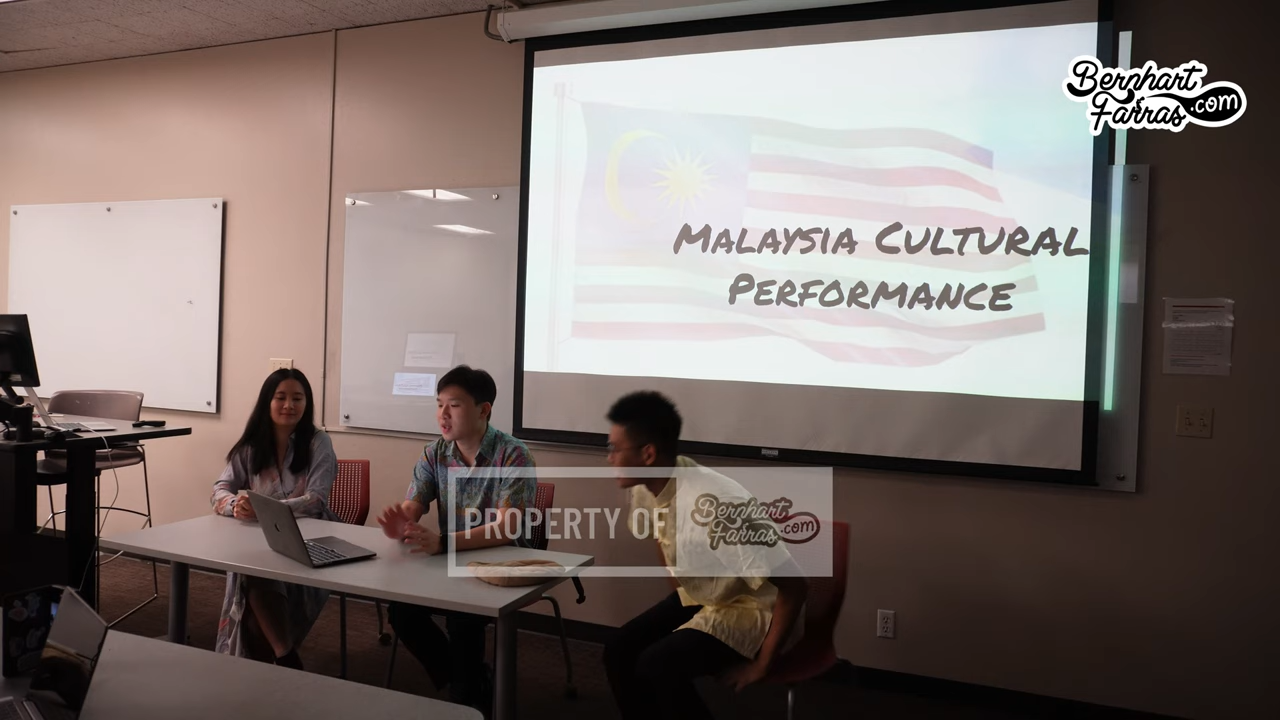 Bernhart
& Farras .com
MALAYSIA CULTURAL
PERFORMANCE
PROPERTY OF
Bernhart
& Farras .com